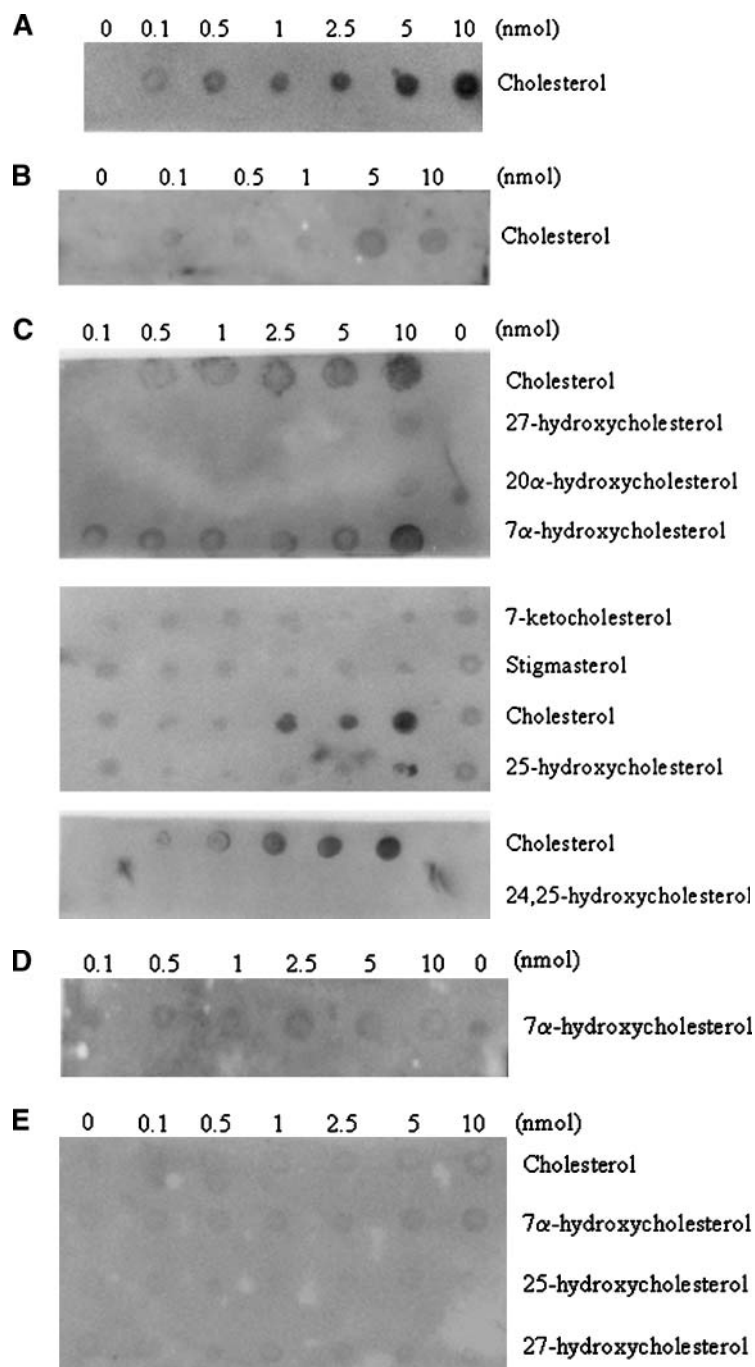 A
0 0.1 0.5 1 2.5 5 10 (nmol)
Cholesterol
B
0 0.1 0.5 1 5 10 (nmol)
Cholesterol
C
0.1 0.5 1 2.5 5 10 0 (nmol)
Cholesterol
27-hydroxycholesterol
20α-hydroxycholesterol
7α-hydroxycholesterol
7-ketocholesterol
Stigmasterol
Cholesterol
25-hydroxycholesterol
Cholesterol
24,25-hydroxycholesterol
D
0.1 0.5 1 2.5 5 10 0 (nmol)
7α-hydroxycholesterol
E
0 0.1 0.5 1 2.5 5 10 (nmol)
Cholesterol
7α-hydroxycholesterol
25-hydroxycholesterol
27-hydroxycholesterol